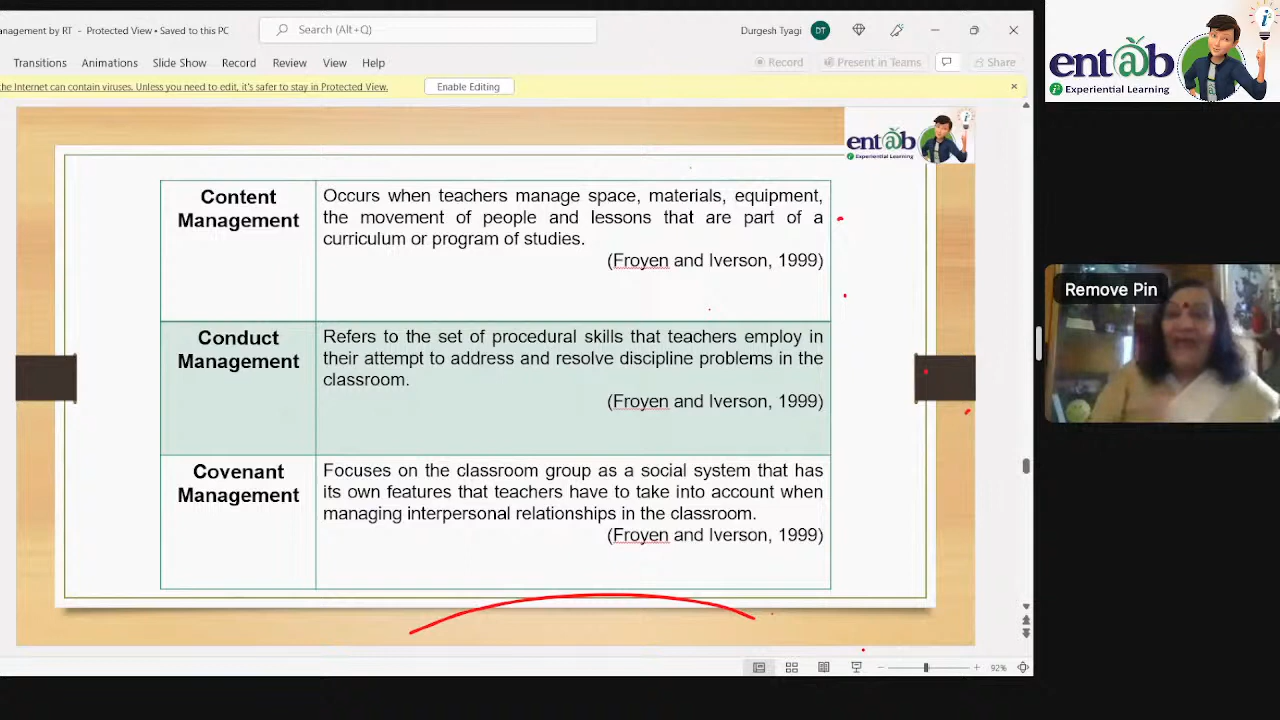 anagement by RT - Protected View • Saved to this PC
Search (Alt+Q)
Durgesh Tyagi
DT
Transitions
Animations
Slide Show
Record
Review
View
Help
Record
Present in Teams
Share
the Internet can contain viruses. Unless you need to edit, it's safer to stay in Protected View.
Enable Editing
entab
Experiential Learning
entab
Experiential Learning
Content
Management
Occurs when teachers manage space, materials, equipment,
the movement of people and lessons that are part of a
curriculum or program of studies.
(Froyen and Iverson, 1999)
Conduct
Management
Refers to the set of procedural skills that teachers employ in
their attempt to address and resolve discipline problems in the
classroom.
(Froyen and Iverson, 1999)
Covenant
Management
Focuses on the classroom group as a social system that has
its own features that teachers have to take into account when
managing interpersonal relationships in the classroom.
(Froyen and Iverson, 1999)
Remove Pin
92%